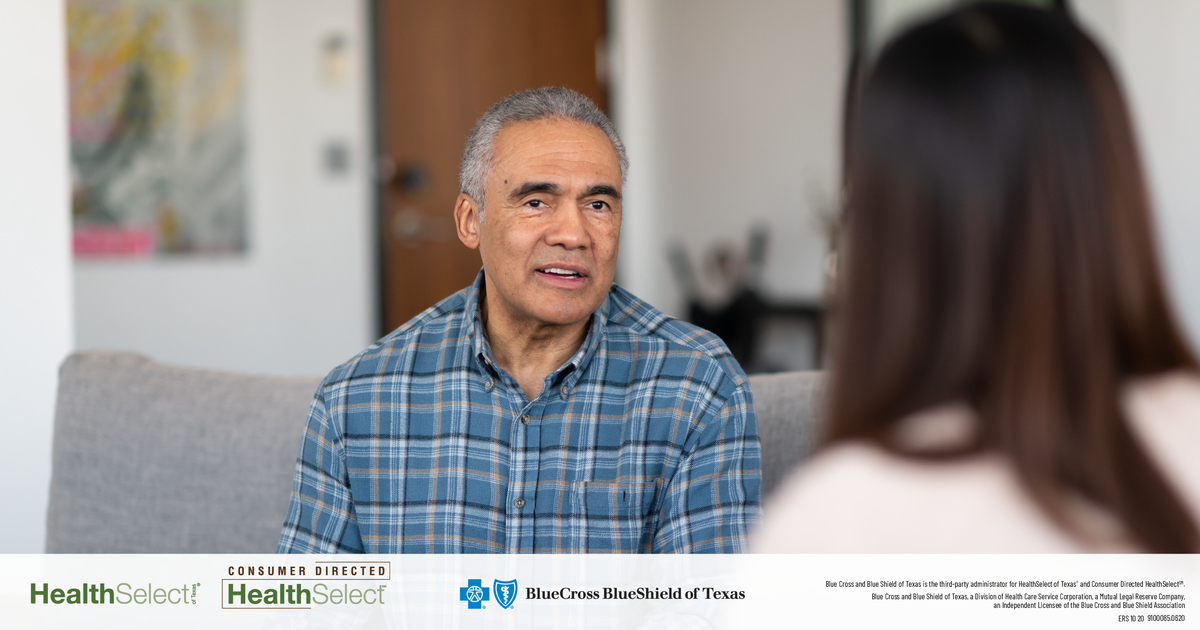 HealthSelect of Texas®
CONSUMER DIRECTED
HealthSelect℠
BlueCross BlueShield of Texas
Blue Cross and Blue Shield of Texas is the third-party administrator for HealthSelect of Texas® and Consumer Directed HealthSelect℠.
Blue Cross and Blue Shield of Texas, a Division of Health Care Service Corporation, a Mutual Legal Reserve Company,
an Independent Licensee of the Blue Cross and Blue Shield Association
ERS 10 20 9100085.0620